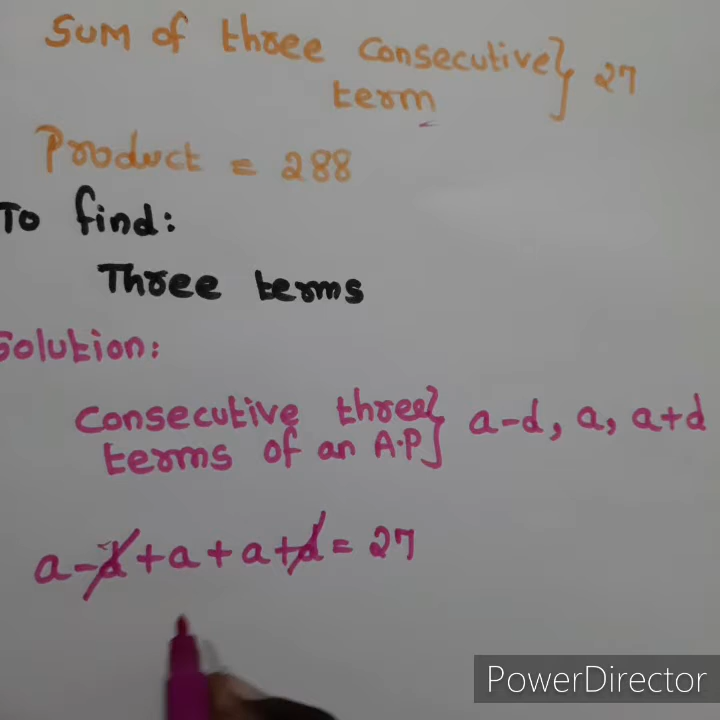 Sum of three consecutive } 27
term
Product = 288
To find:
Three terms
Solution:
Consecutive three } a-d, a, a+d
terms of an A.P
a-d+a+a+d = 27
PowerDirector